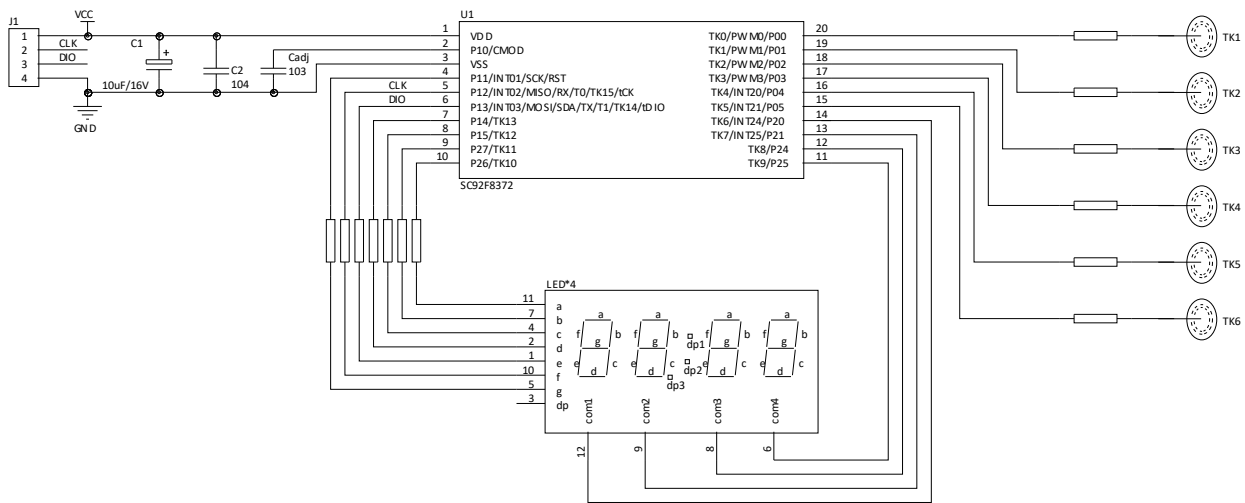 J1
1
2
3
4
VCC
CLK
DIO
GND
C1
+
10uF/16V
C2
104
Cadj
103
U1
1 VDD
2 P10/CMOD
3 VSS
4 P11/INT01/SCK/RST
CLK 5 P12/INT02/MISO/RX/T0/TK15/tCK
DIO 6 P13/INT03/MOSI/SDA/TX/T1/TK14/tDIO
7 P14/TK13
8 P15/TK12
9 P27/TK11
10 P26/TK10
TK0/PWM0/P00 20
TK1/PWM1/P01 19
TK2/PWM2/P02 18
TK3/PWM3/P03 17
TK4/INT20/P04 16
TK5/INT21/P05 15
TK6/INT24/P20 14
TK7/INT25/P21 13
TK8/P24 12
TK9/P25 11
SC92F8372
TK1
TK2
TK3
TK4
TK5
TK6
LED*4
11 a
7 b
4 c
2 d
1 e
10 f
5 g
3 dp
a a a a
f b f b f b f b
g g g g
e c e c e c e c
d d d d
dp1
dp2
dp3
com1 com2 com3 com4
12 9 8 6